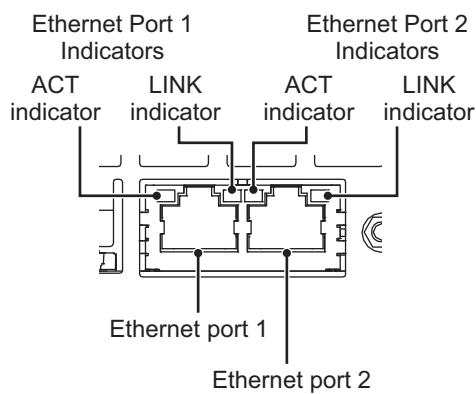 Ethernet Port 1
Indicators
Ethernet Port 2
Indicators
ACT
indicator
LINK
indicator
ACT
indicator
LINK
indicator
Ethernet port 1
Ethernet port 2